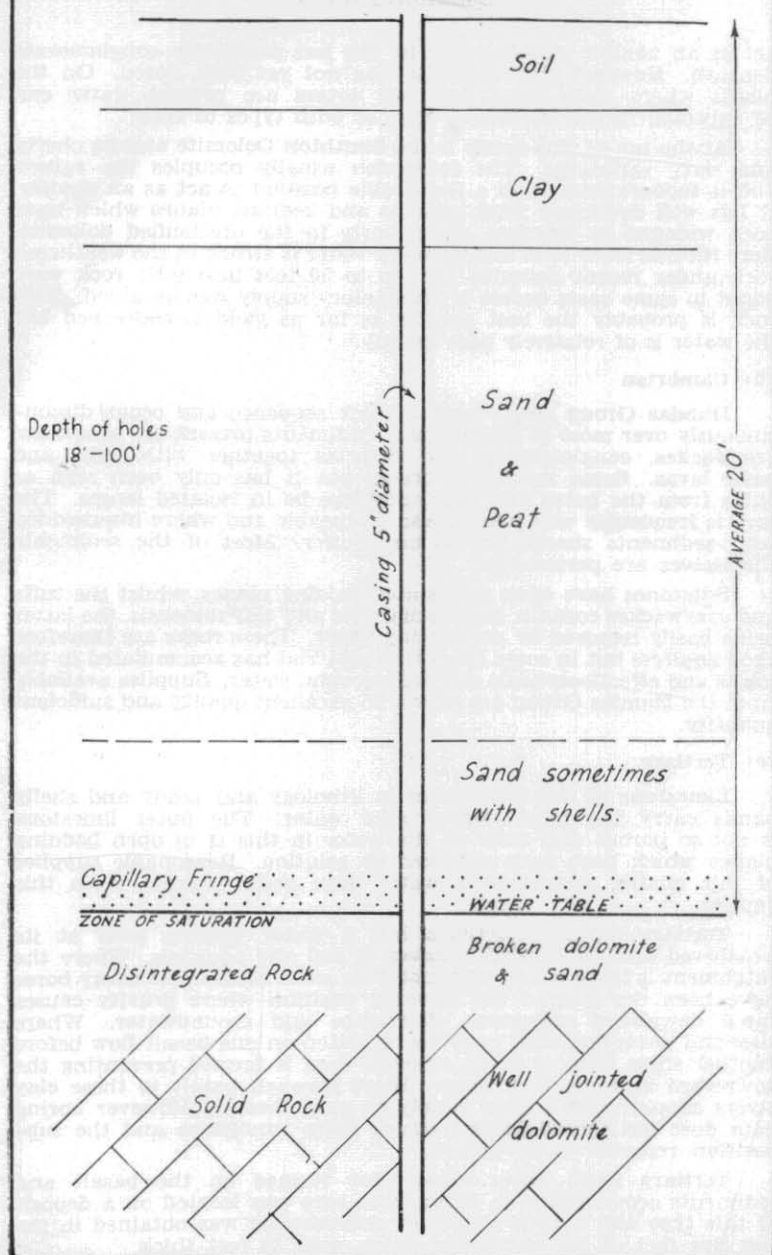 Soil
Clay
Depth of holes
18'-100'
Casing 5" diameter
Sand
&
Peat
AVERAGE 20'
Sand sometimes
with shells.
Capillary Fringe
WATER TABLE
ZONE OF SATURATION
Disintegrated Rock
Broken dolomite
& sand
Solid Rock
Well jointed
dolomite